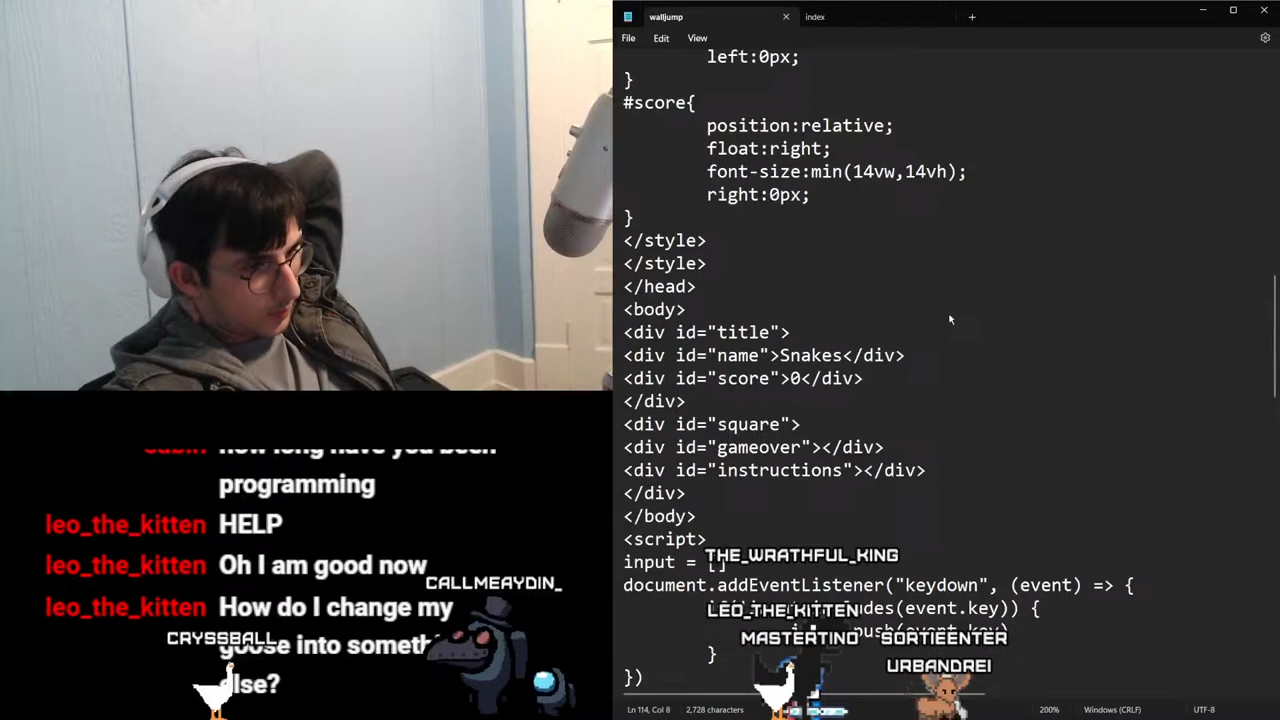 walljump
index
File Edit View
left:0px;
}
#score{
position:relative;
float:right;
font-size:min(14vw,14vh);
right:0px;
}
</style>
</style>
</head>
<body>
<div id="title">
<div id="name">Snakes</div>
<div id="score">0</div>
</div>
<div id="square">
<div id="gameover"></div>
<div id="instructions"></div>
</div>
</body>
<script>
input = []
document.addEventListener("keydown", (event) => {
(event.key)) {
}
})
Ln 114, Col 8 2,728 characters 200% Windows (CRLF) UTF-8
how long have you been
programming
leo_the_kitten HELP
leo_the_kitten Oh I am good now
leo_the_kitten How do I change my
goose into
else?
CALLMEAYDIN_
CRYSSBALL
THE_WRATHFUL_KING
LEO_THE_KITTEN
MASTERTINO SORTIEENTER
URBANDREI